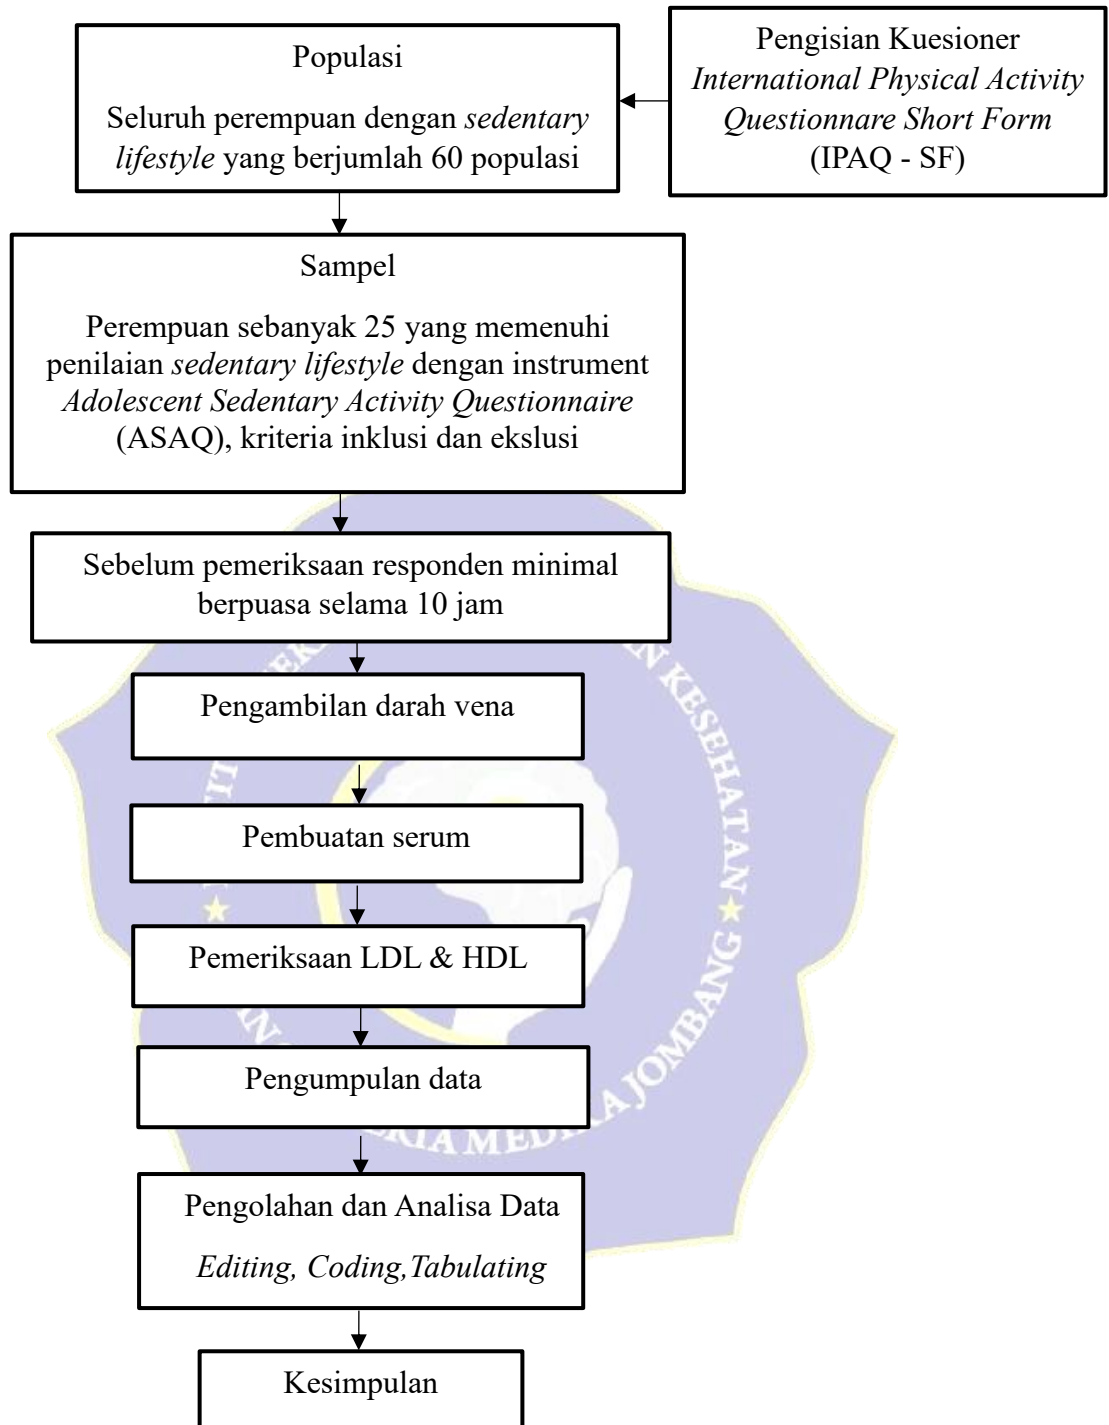 Populasi
Seluruh perempuan dengan sedentary
lifestyle yang berjumlah 60 populasi
Pengisian Kuesioner
International Physical Activity
Questionnare Short Form
(IPAQ - SF)
Sampel
Perempuan sebanyak 25 yang memenuhi
penilaian sedentary lifestyle dengan instrument
Adolescent Sedentary Activity Questionnaire
(ASAQ), kriteria inklusi dan ekslusi
Sebelum pemeriksaan responden minimal
berpuasa selama 10 jam
Pengambilan darah vena
Pembuatan serum
Pemeriksaan LDL & HDL
Pengumpulan data
Pengolahan dan Analisa Data
Editing, Coding,Tabulating
Kesimpulan
KESEHATAN
JOMBANG